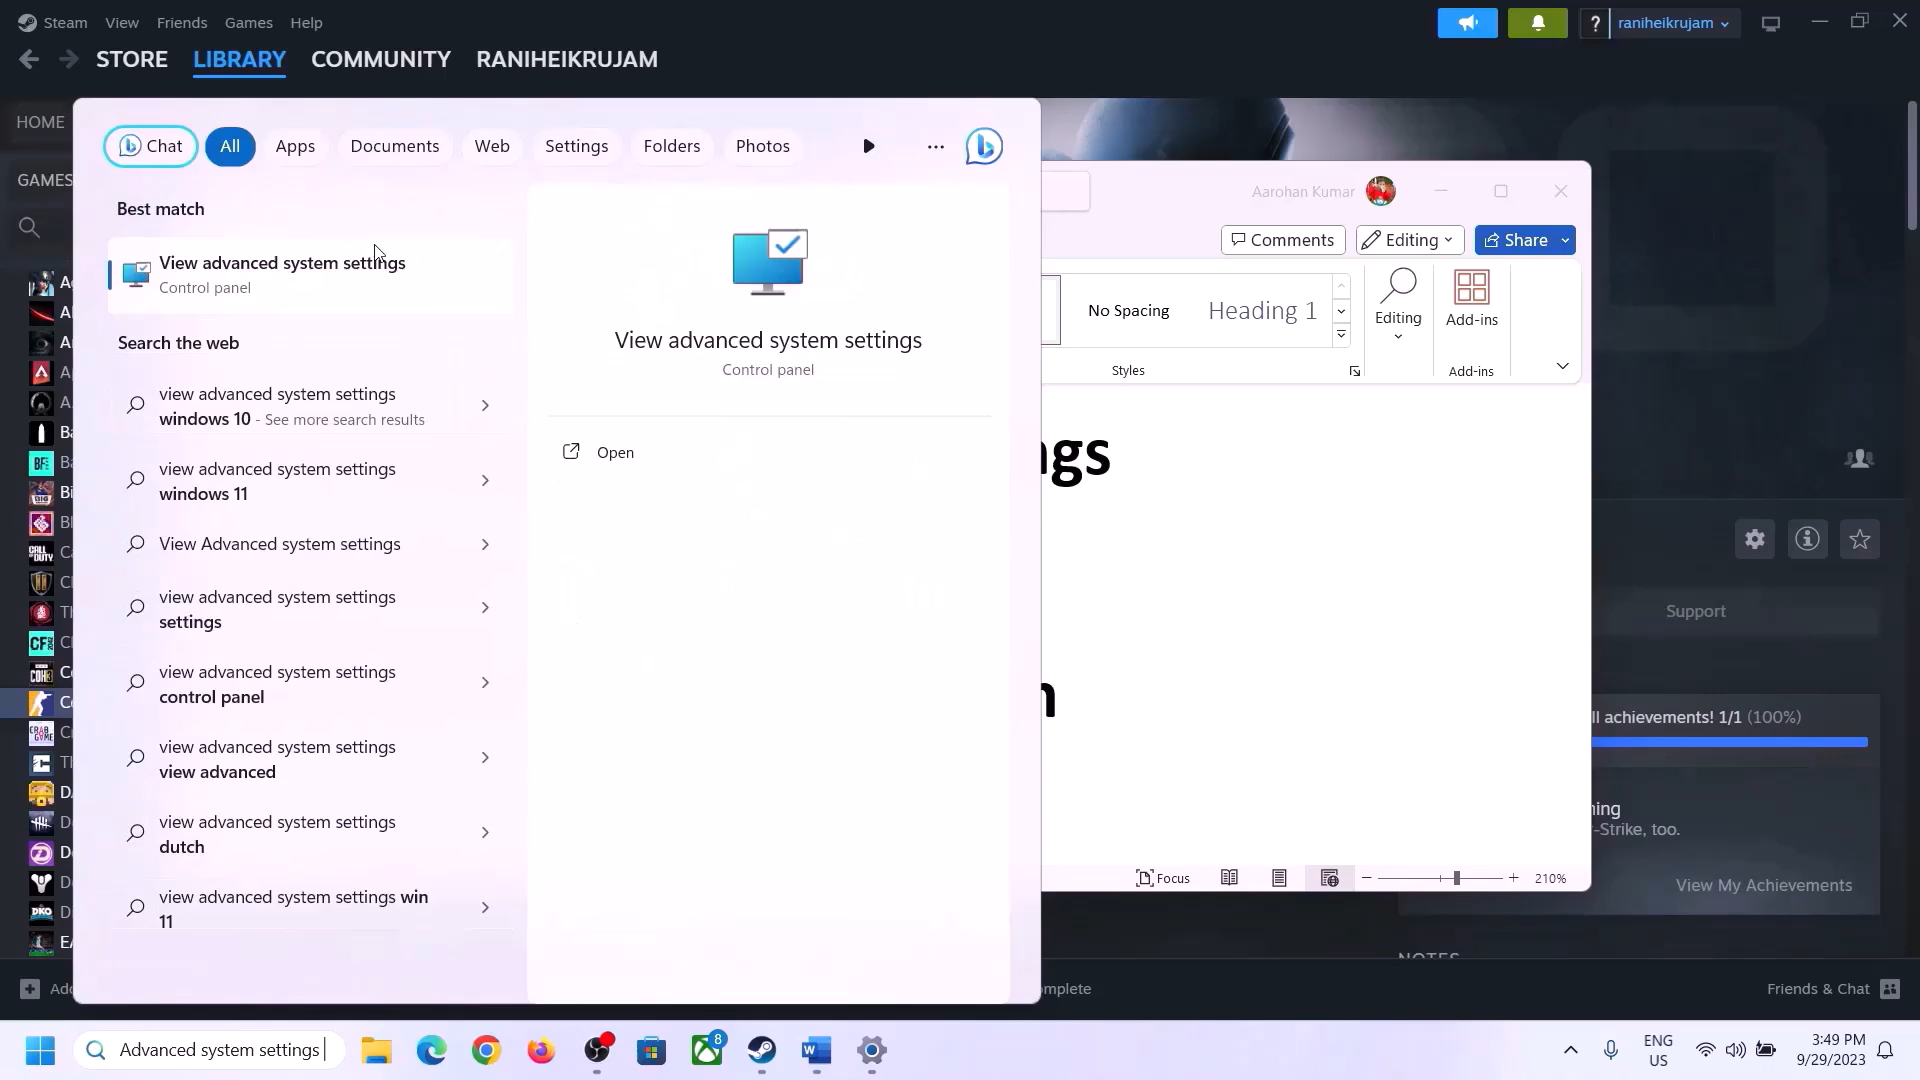 Steam View Friends Games Help
? raniheikrujam
STORE LIBRARY COMMUNITY RANIHEIKRUJAM
HOME
GAMES
Chat All Apps Documents Web Settings Folders Photos
Best match
View advanced system settings
Control panel
Search the web
view advanced system settings
windows 10 - See more search results
view advanced system settings
windows 11
View Advanced system settings
view advanced system settings
settings
view advanced system settings
control panel
view advanced system settings
view advanced
view advanced system settings
dutch
view advanced system settings win
11
View advanced system settings
Control panel
Open
Aarohan Kumar
Comments Editing Share
No Spacing Heading 1
Editing
Add-ins
Styles
Add-ins
ngs
n
Focus
210%
Support
ll achievements! 1/1 (100%)
ning
-Strike, too.
View My Achievements
NOTES
Add
mplete
Friends & Chat
Advanced system settings
8
ENG
US
3:49 PM
9/29/2023